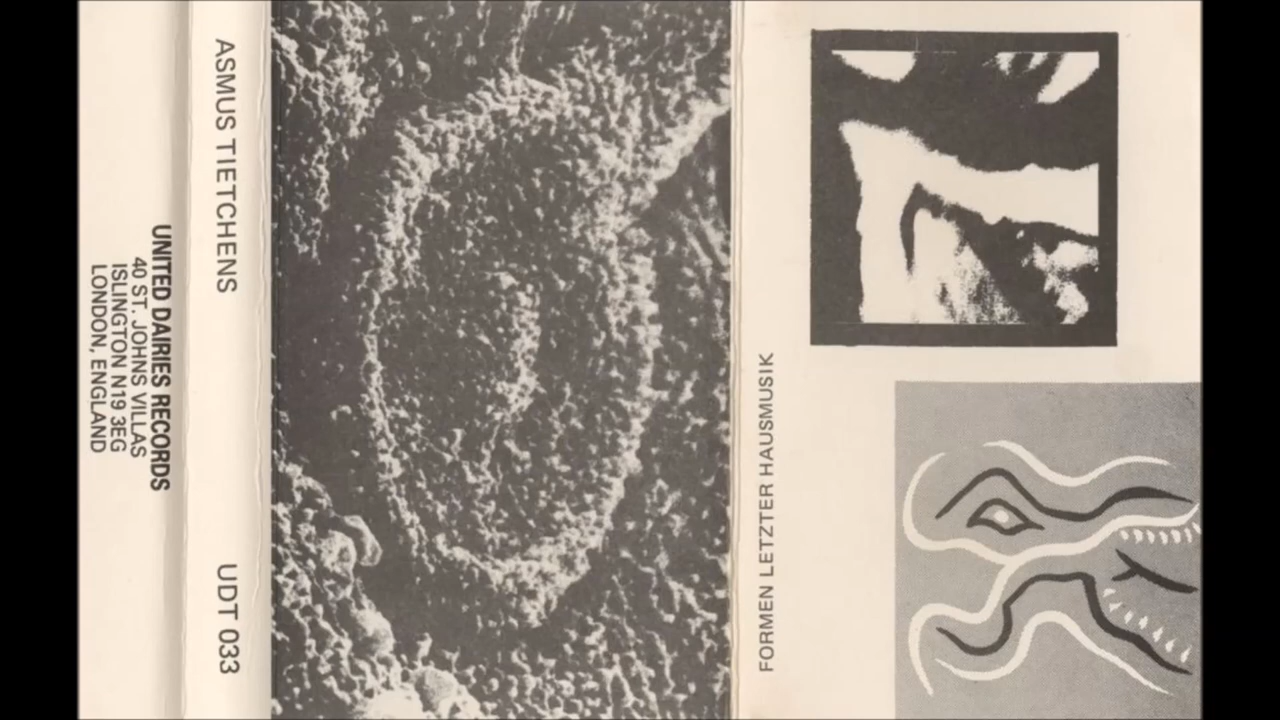 UNITED DAIRIES RECORDS
40 ST. JOHNS VILLAS
ISLINGTON N19 3EG
LONDON, ENGLAND
ASMUS TIETCHENS
UDT 033
FORMEN LETZTER HAUSMUSIK